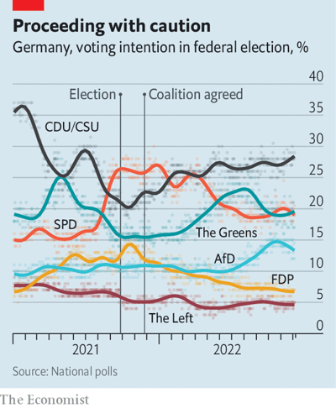 Proceeding with caution
Germany, voting intention in federal election, %
40
Election
Coalition agreed
35
CDU/CSU
30
25
20
SPD
The Greens
15
AfD
10
FDP
5
The Left
0
2021
2022
Source: National polls
The Economist